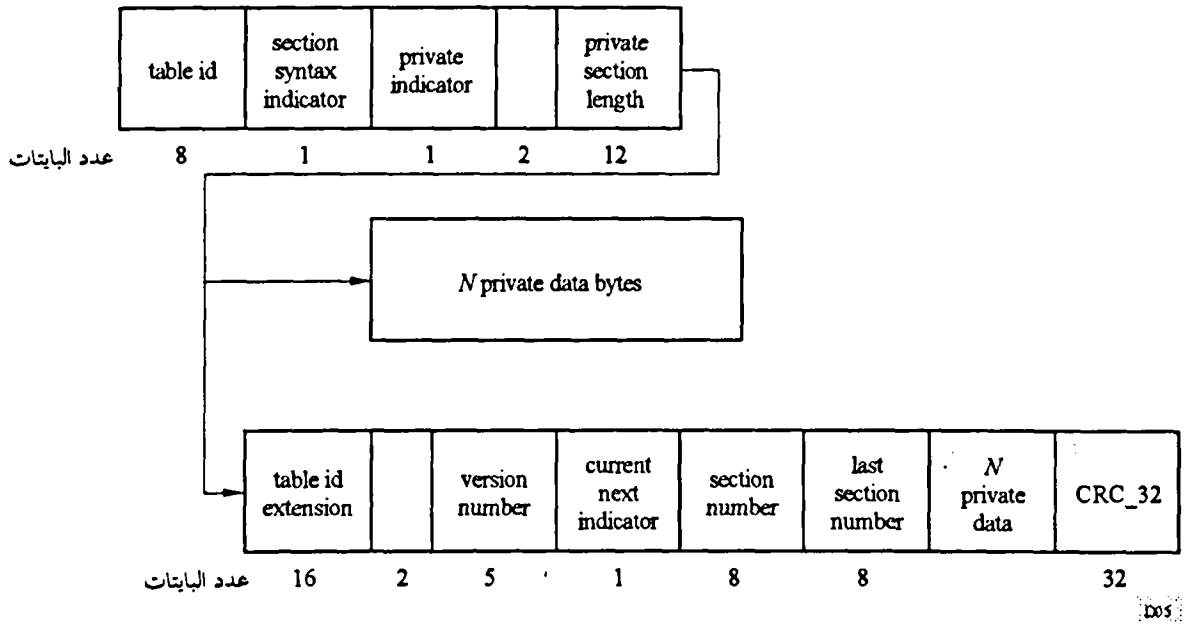 table id
section syntax indicator
private indicator
private section length
عدد البايتات 8 1 1 2 12
N private data bytes
table id extension
version number
current next indicator
section number
last section number
N private data
CRC_32
عدد البايتات 16 2 5 1 8 8 32
D05